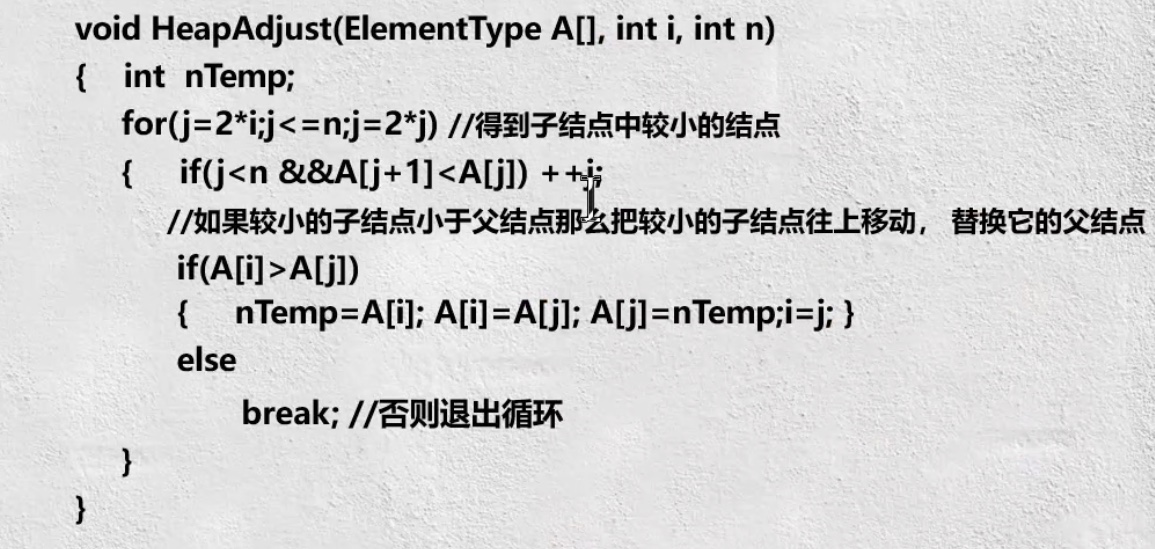 void HeapAdjust(ElementType A[], int i, int n)
{ int nTemp;
for(j=2*i;j<=n;j=2*j) //得到子结点中较小的结点
{ if(j<n &&A[j+1]<A[j]) ++j;
//如果较小的子结点小于父结点那么把较小的子结点往上移动， 替换它的父结点
if(A[i]>A[j])
{ nTemp=A[i]; A[i]=A[j]; A[j]=nTemp;i=j; }
else
break; //否则退出循环
}
}